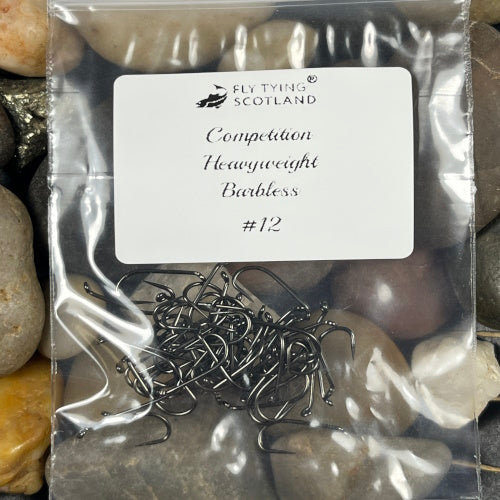 FLY TYING®
SCOTLAND
Competition
Heavyweight
Barbless
#12